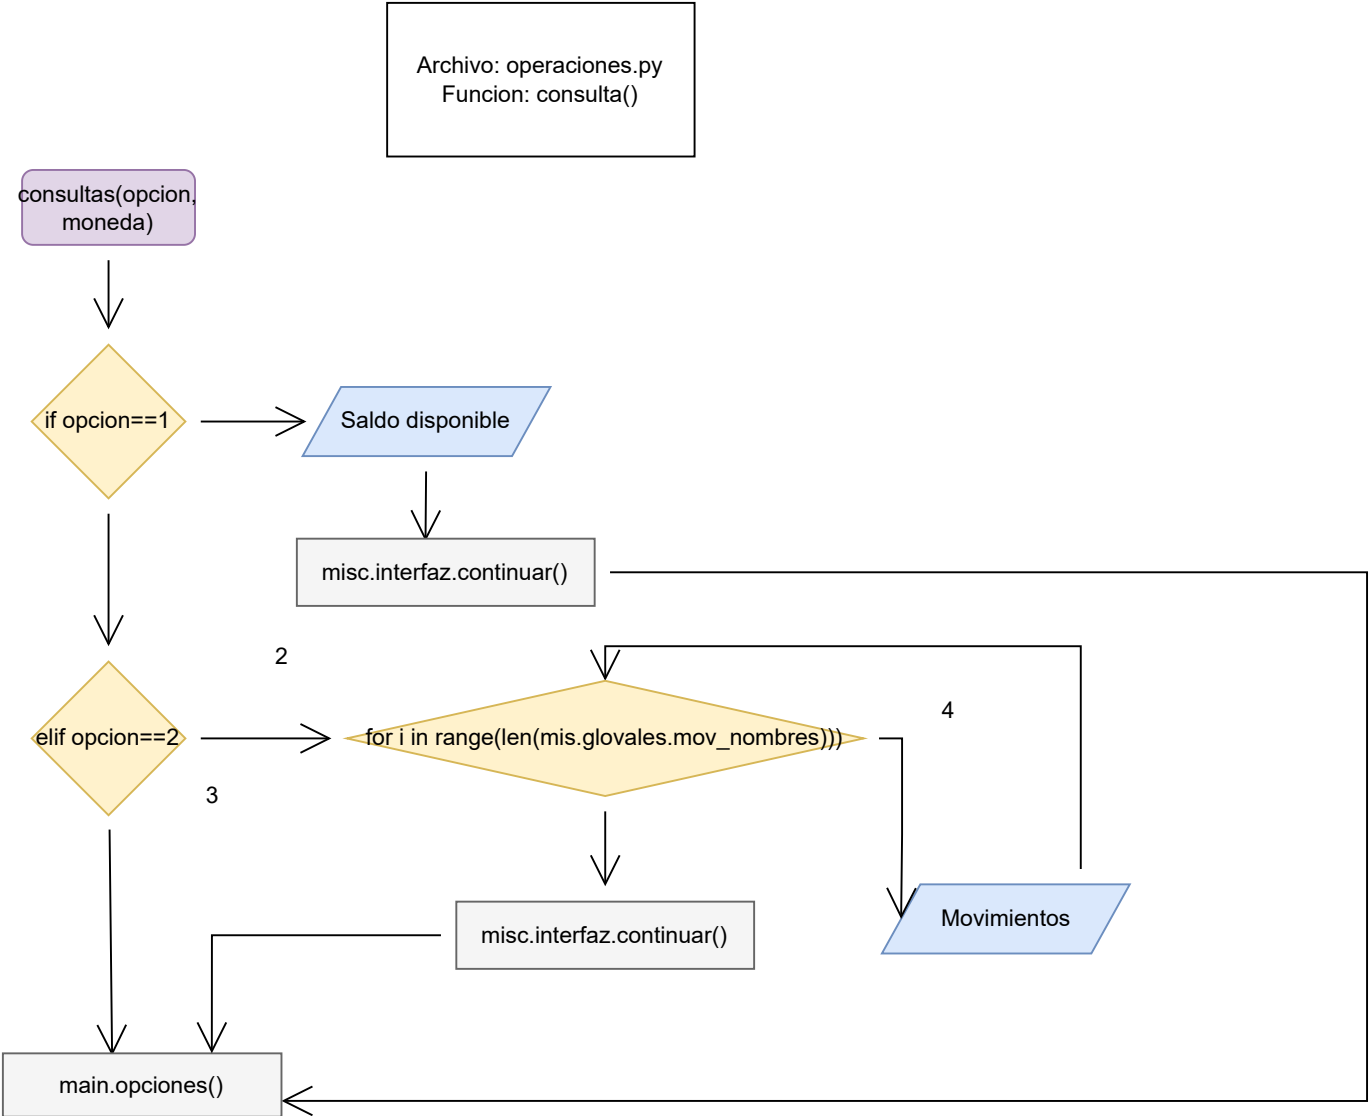 Archivo: operaciones.py
Funcion: consulta()
consultas(opcion,
moneda)
if opcion==1
Saldo disponible
misc.interfaz.continuar()
2
elif opcion==2
for i in range(len(mis.glovales.mov_nombres)))
4
3
misc.interfaz.continuar()
Movimientos
main.opciones()